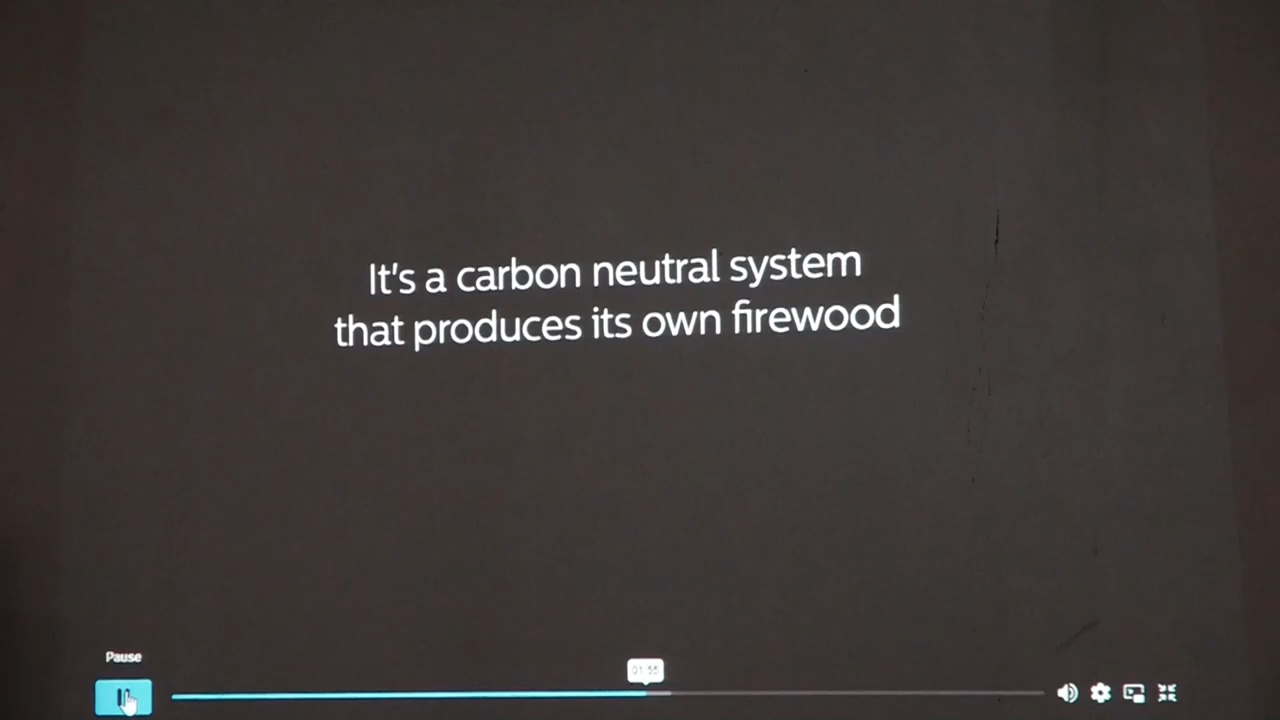 It's a carbon neutral system
that produces its own firewood
Pause